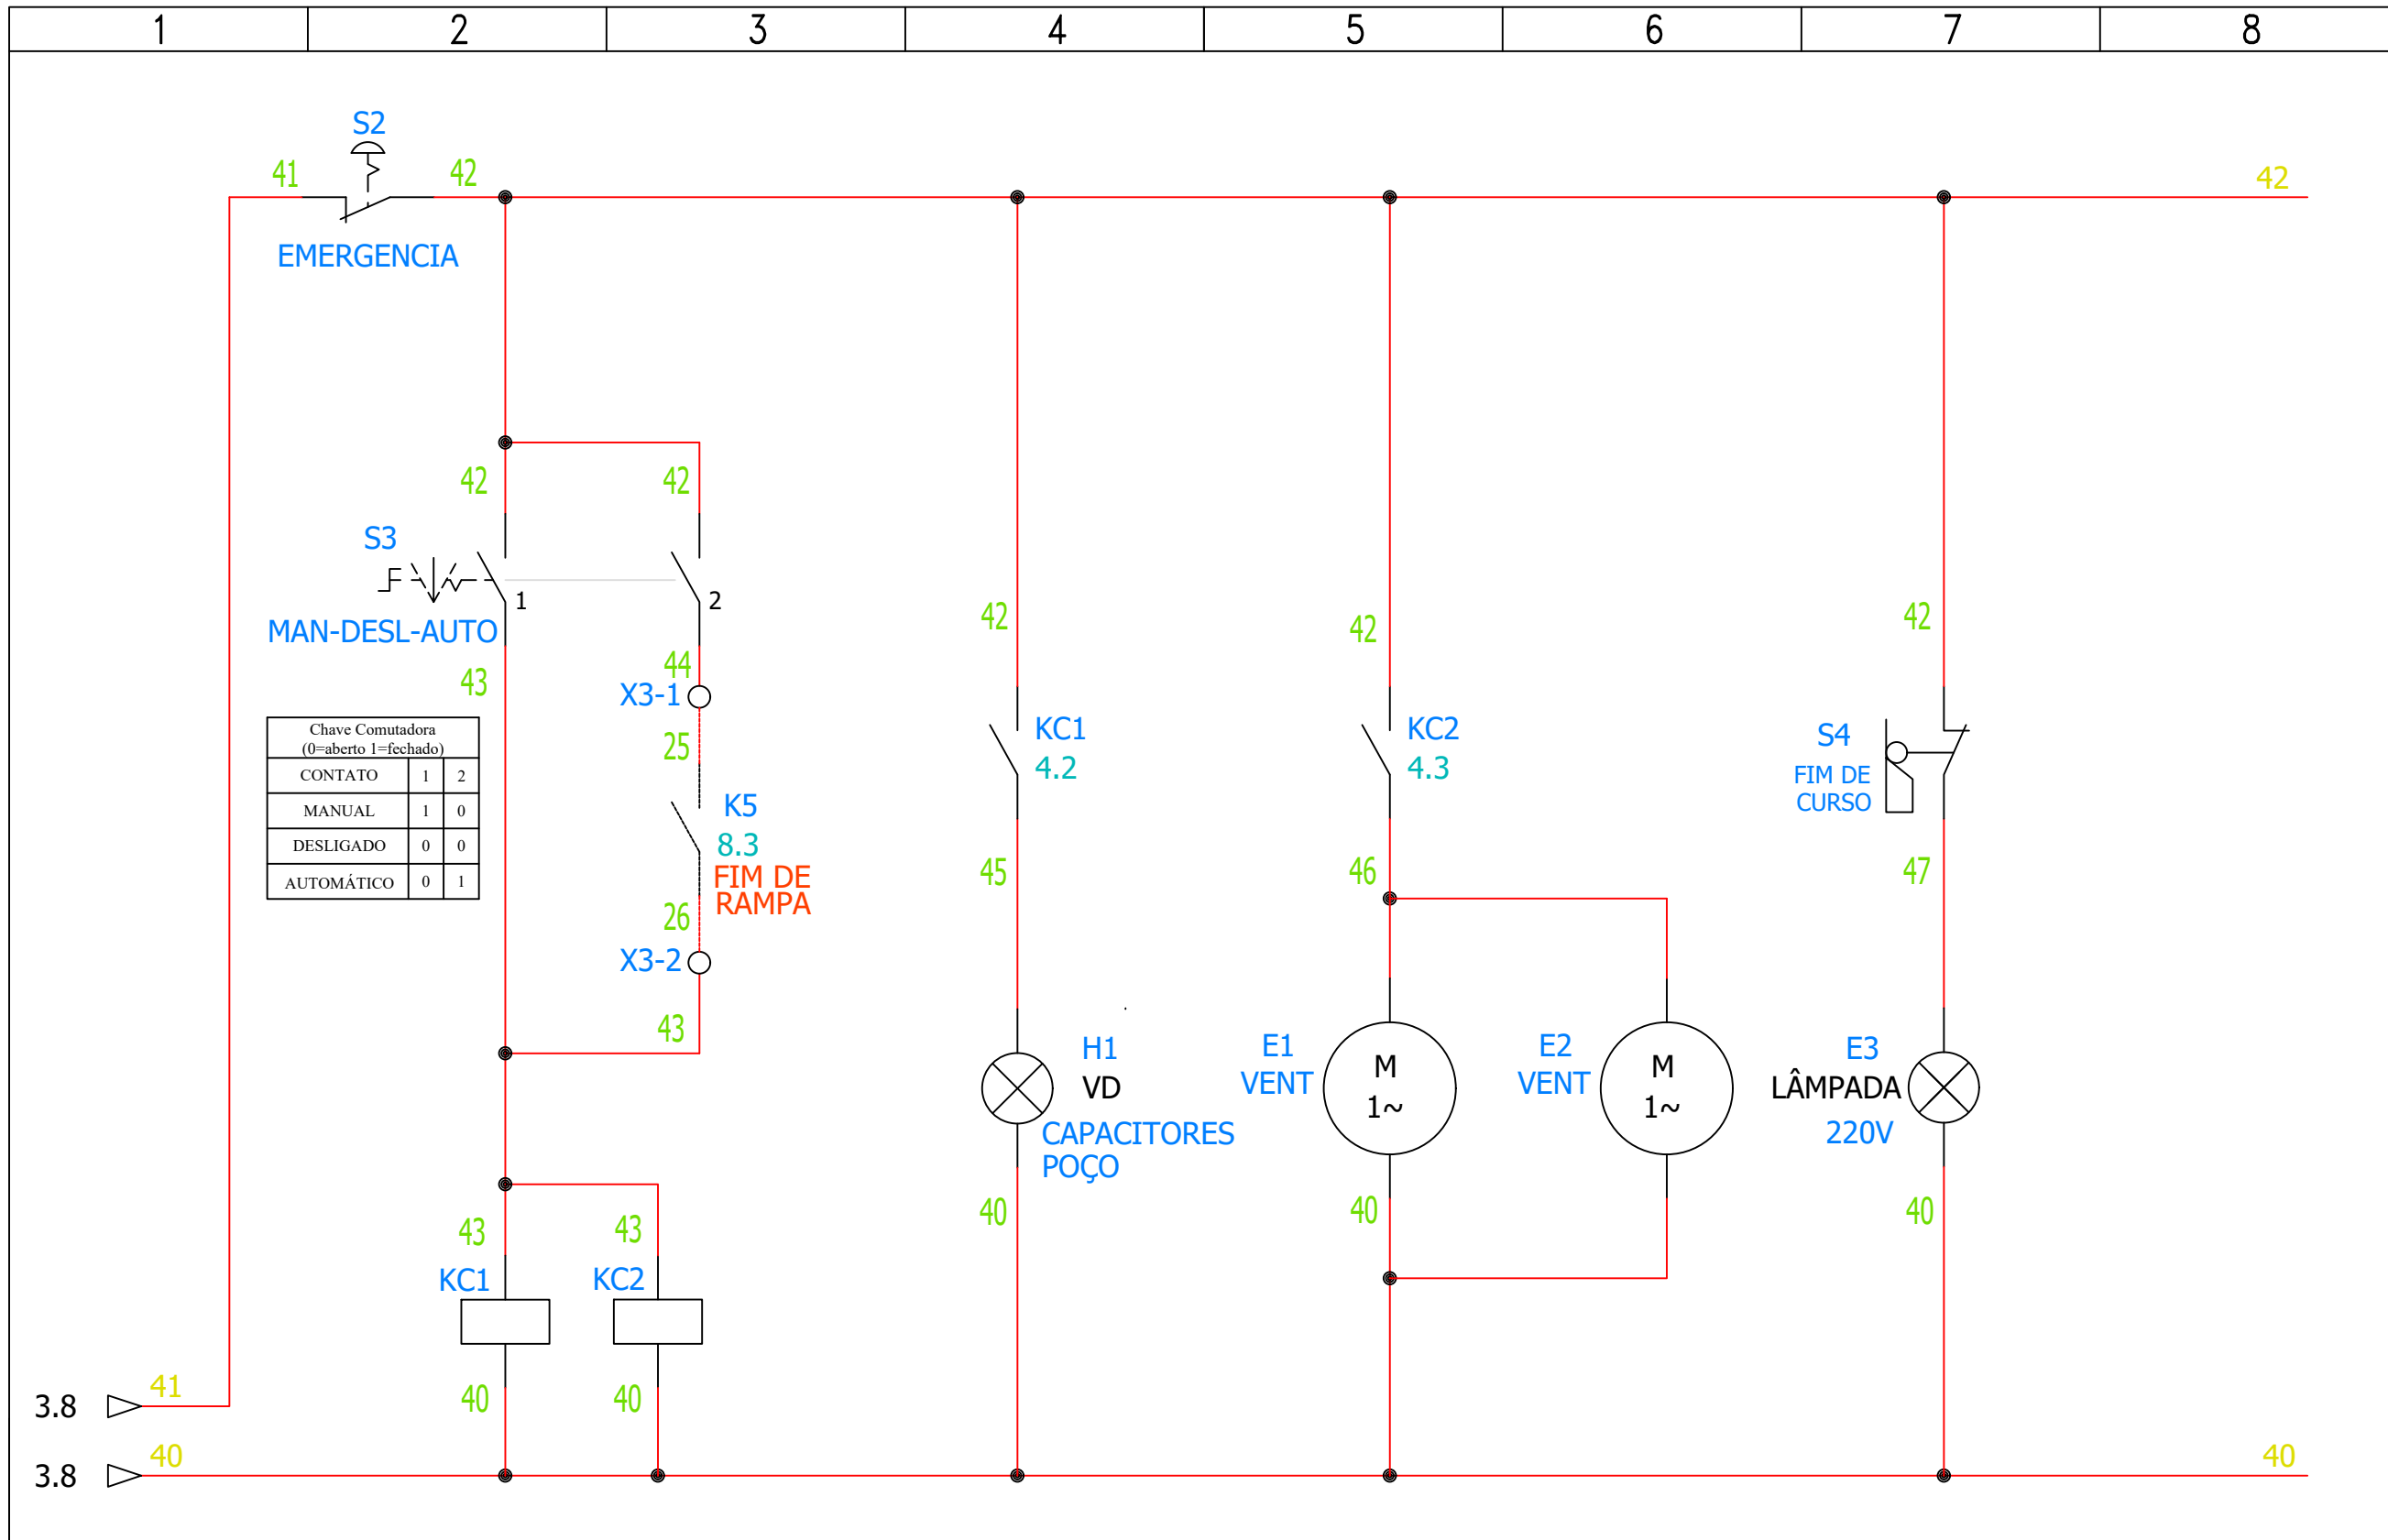 1 2 3 4 5 6 7 8
S2
41 42 42
EMERGENCIA
42 42
S3
1 2
MAN-DESL-AUTO
42 42 42
43 44
X3-1
Chave Comutadora
(0=aberto 1=fechado)
CONTATO 1 2
MANUAL 1 0
DESLIGADO 0 0
AUTOMÁTICO 0 1
25
K5
8.3
FIM DE
RAMPA
26
X3-2
43
KC1
4.2
45
KC2
4.3
46
S4
FIM DE
CURSO
47
H1
VD
CAPACITORES
POÇO
40
E1
VENT
M
1~
40
E2
VENT
M
1~
E3
LÂMPADA
220V
40
43 43
KC1 KC2
40 40
3.8 41
3.8 40 40